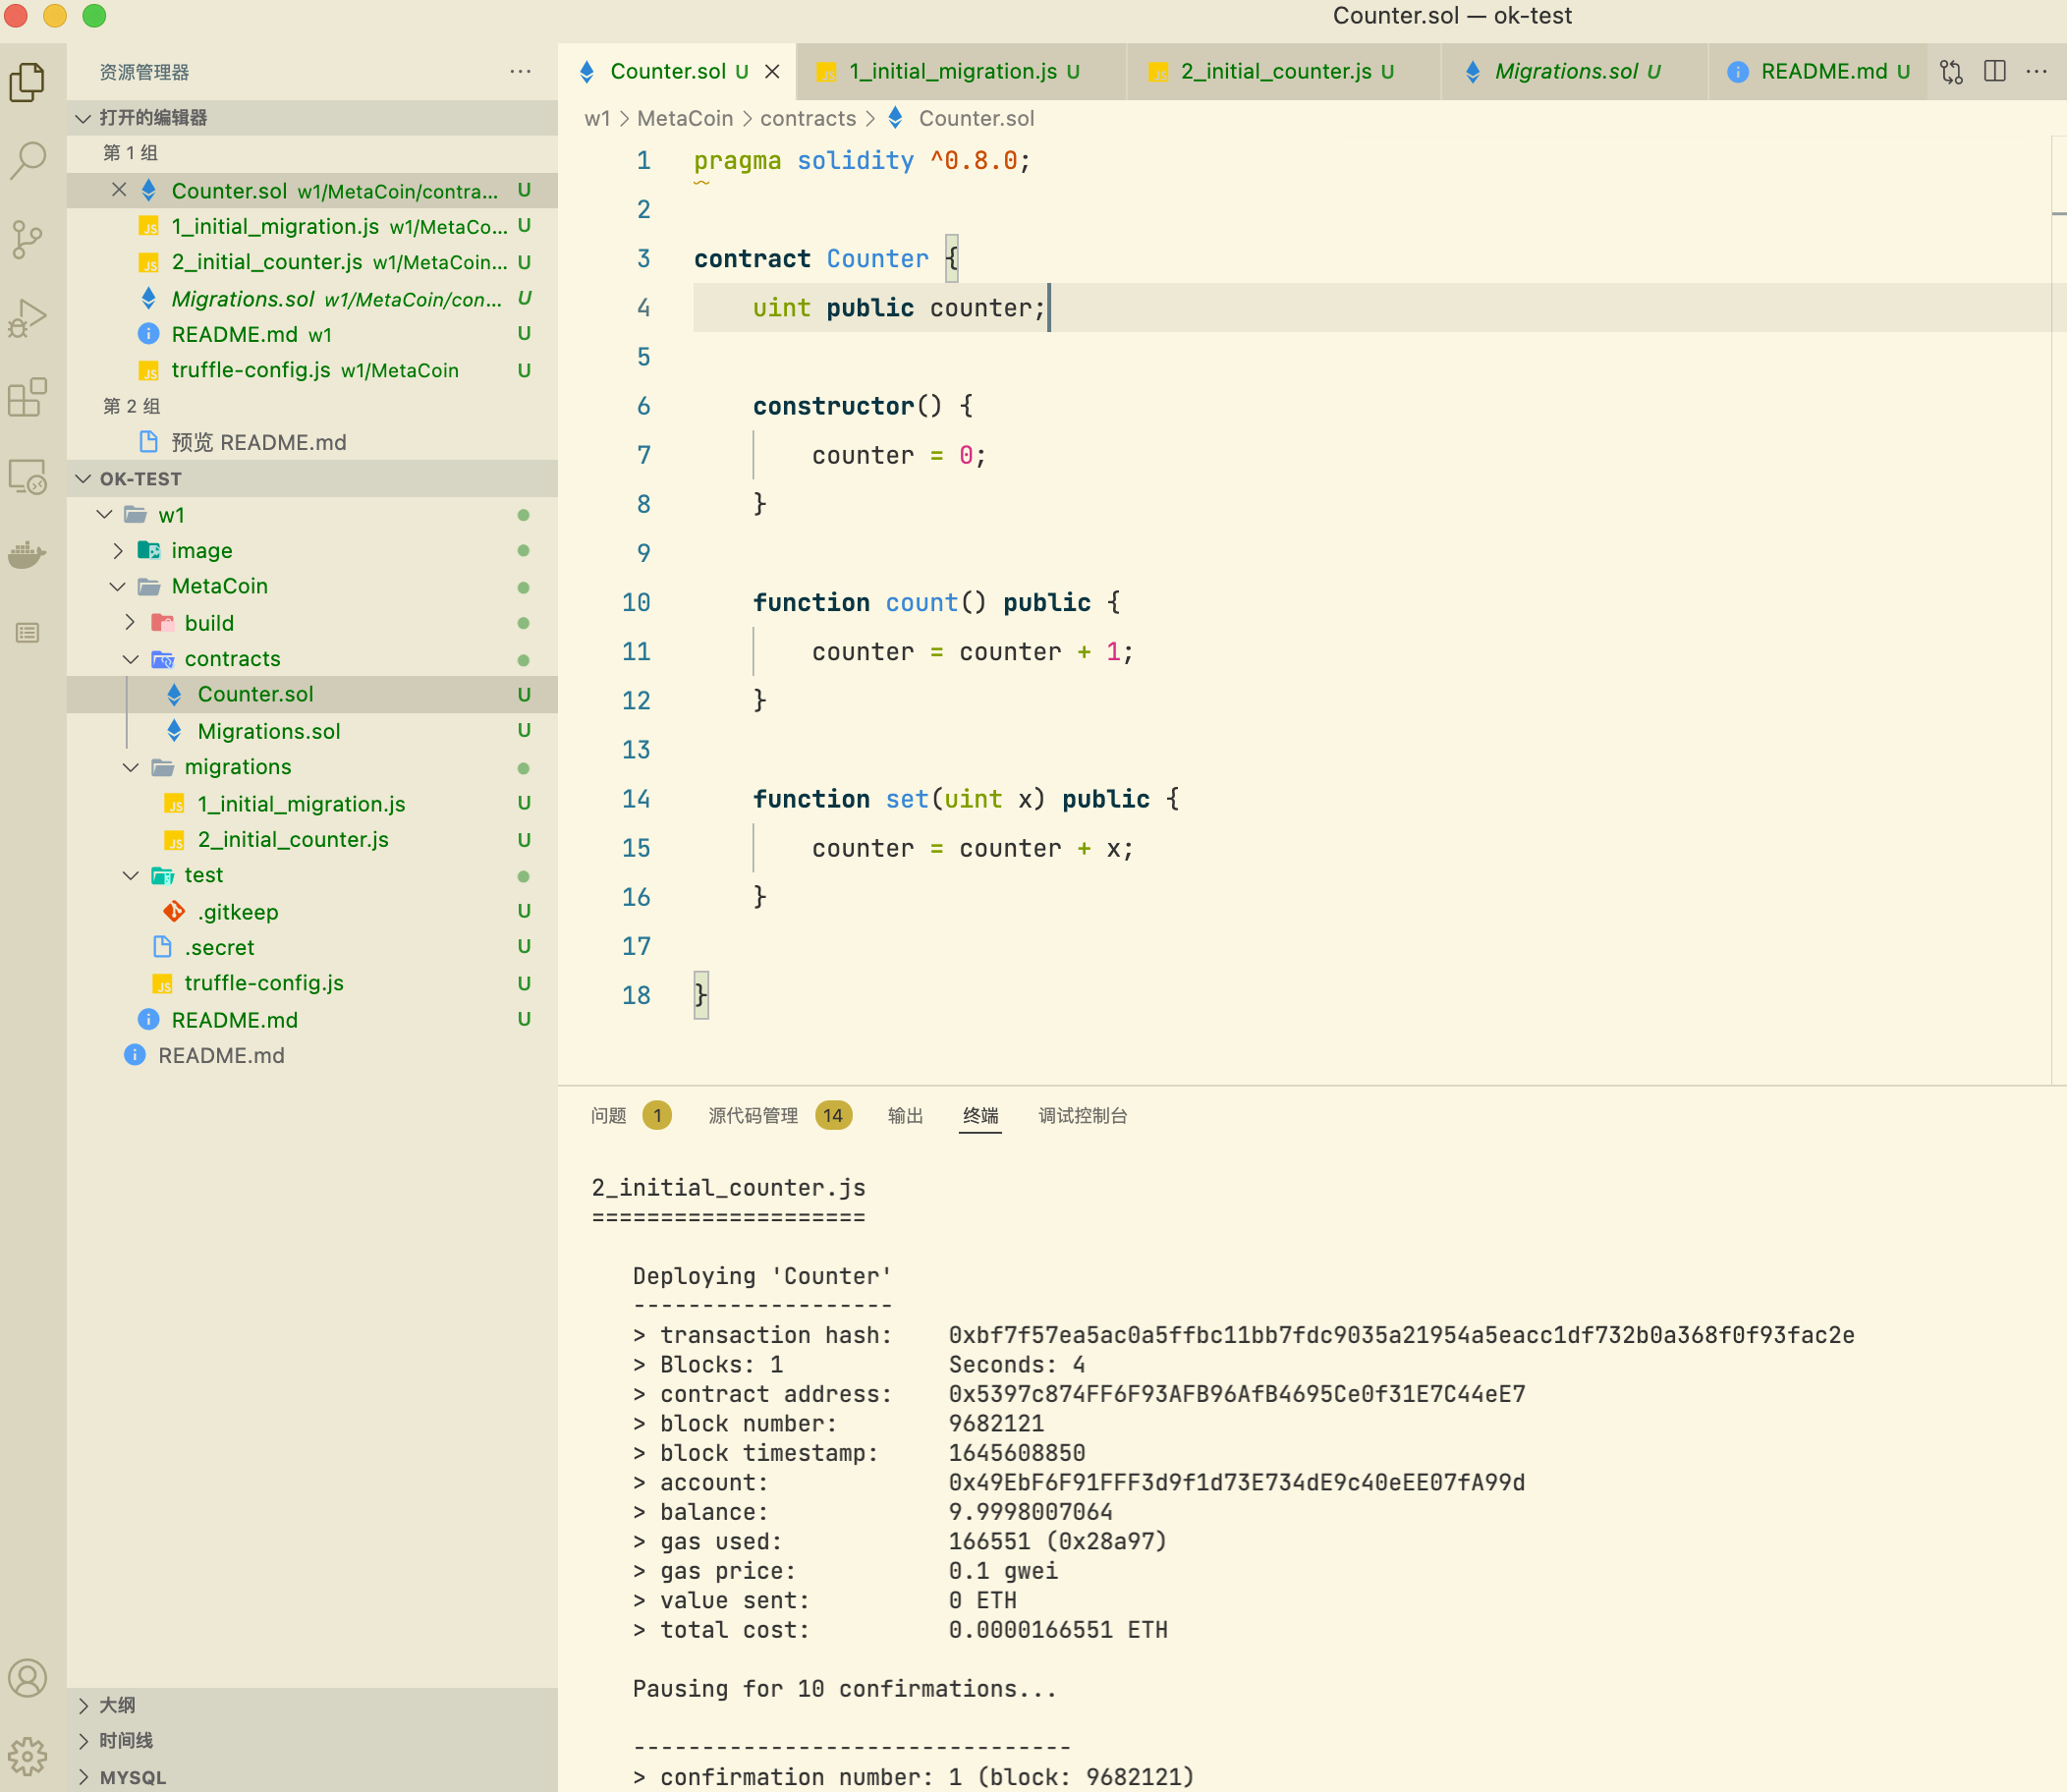 Counter.sol — ok-test
资源管理器
打开的编辑器
第 1 组
Counter.sol w1/MetaCoin/contra... U
1_initial_migration.js w1/MetaCo... U
2_initial_counter.js w1/MetaCoin... U
Migrations.sol w1/MetaCoin/con... U
README.md w1 U
truffle-config.js w1/MetaCoin U
第 2 组
预览 README.md
OK-TEST
w1
image
MetaCoin
build
contracts
Counter.sol U
Migrations.sol U
migrations
1_initial_migration.js U
2_initial_counter.js U
test
.gitkeep U
.secret U
truffle-config.js U
README.md U
README.md
大纲
时间线
MYSQL
Counter.sol U 1_initial_migration.js U 2_initial_counter.js U Migrations.sol U README.md U
w1 > MetaCoin > contracts > Counter.sol
1 pragma solidity ^0.8.0;
2
3 contract Counter {
4 uint public counter;
5
6 constructor() {
7 counter = 0;
8 }
9
10 function count() public {
11 counter = counter + 1;
12 }
13
14 function set(uint x) public {
15 counter = counter + x;
16 }
17
18 }
问题 1 源代码管理 14 输出 终端 调试控制台
2_initial_counter.js
====================
Deploying 'Counter'
-------------------
> transaction hash: 0xbf7f57ea5ac0a5ffbc11bb7fdc9035a21954a5eacc1df732b0a368f0f93fac2e
> Blocks: 1 Seconds: 4
> contract address: 0x5397c874FF6F93AFB96AfB4695Ce0f31E7C44eE7
> block number: 9682121
> block timestamp: 1645608850
> account: 0x49EbF6F91FFF3d9f1d73E734dE9c40eEE07fA99d
> balance: 9.9998007064
> gas used: 166551 (0x28a97)
> gas price: 0.1 gwei
> value sent: 0 ETH
> total cost: 0.0000166551 ETH
Pausing for 10 confirmations...
--------------------------------
> confirmation number: 1 (block: 9682121)